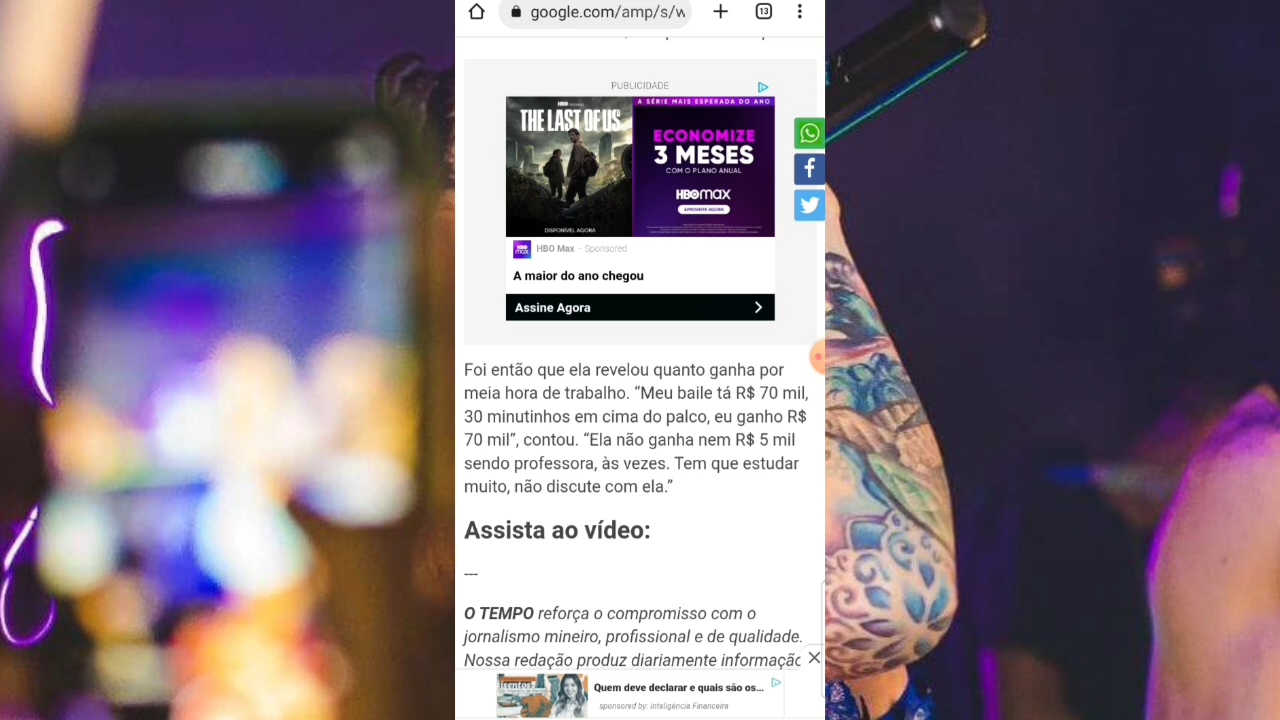 google.com/amp/s/w
13
PUBLICIDADE
HBO ORIGINAL
THE LAST OF US
DISPONÍVEL AGORA
A SÉRIE MAIS ESPERADA DO ANO
ECONOMIZE
3 MESES
COM O PLANO ANUAL
HBOmax
APROVEITE AGORA
HBO Max - Sponsored
A maior do ano chegou
Assine Agora
Foi então que ela revelou quanto ganha por
meia hora de trabalho. “Meu baile tá R$ 70 mil,
30 minutinhos em cima do palco, eu ganho R$
70 mil”, contou. “Ela não ganha nem R$ 5 mil
sendo professora, às vezes. Tem que estudar
muito, não discute com ela.”
Assista ao vídeo:
---
O TEMPO reforça o compromisso com o
jornalismo mineiro, profissional e de qualidade.
Nossa redação produz diariamente informação
Quem deve declarar e quais são os...
sponsored by: Inteligência Financeira